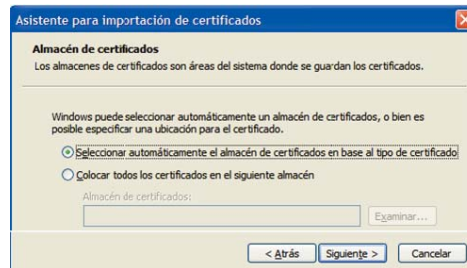 Asistente para importación de certificados
Almacén de certificados
Los almacenes de certificados son áreas del sistema donde se guardan los certificados.
Windows puede seleccionar automáticamente un almacén de certificados, o bien es
posible especificar una ubicación para el certificado.
Seleccionar automáticamente el almacén de certificados en base al tipo de certificado
Colocar todos los certificados en el siguiente almacén
Almacén de certificados:
Examinar...
< Atrás Siguiente > Cancelar